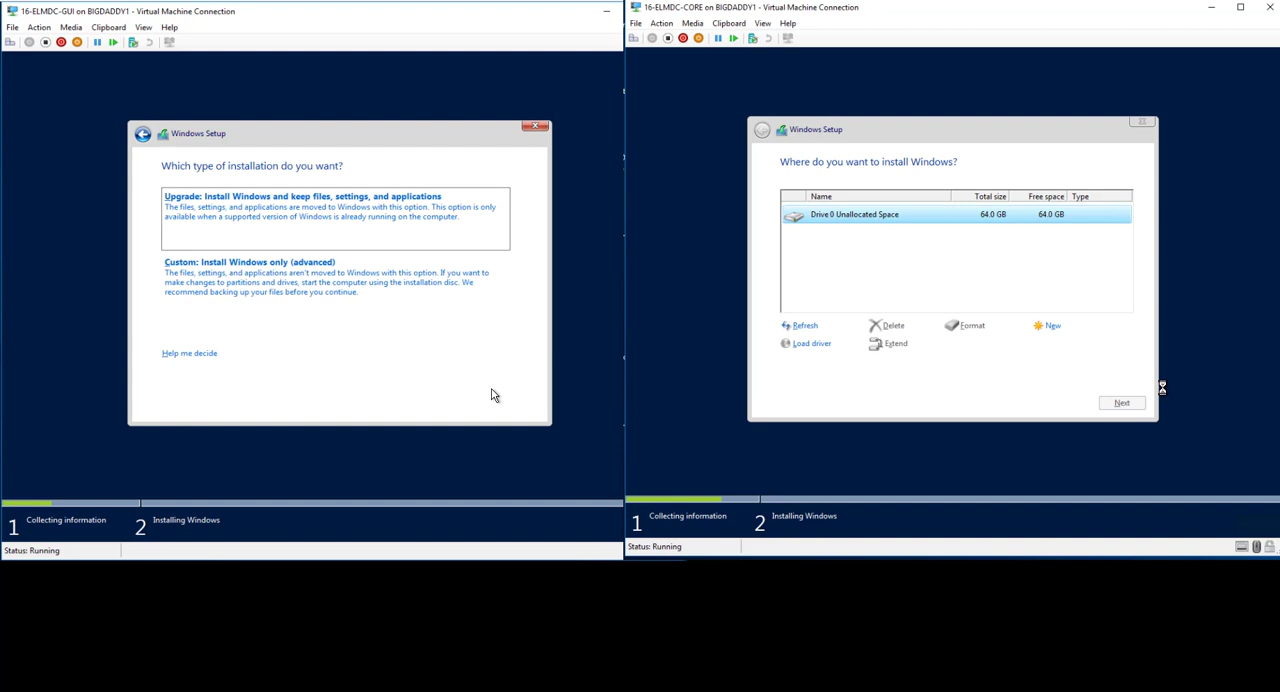 16-ELMDC-GUI on BIGDADDY1 - Virtual Machine Connection
File Action Media Clipboard View Help
Windows Setup
Which type of installation do you want?
Upgrade: Install Windows and keep files, settings, and applications
The files, settings, and applications are moved to Windows with this option. This option is only
available when a supported version of Windows is already running on the computer.
Custom: Install Windows only (advanced)
The files, settings, and applications aren't moved to Windows with this option. If you want to
make changes to partitions and drives, start the computer using the installation disc. We
recommend backing up your files before you continue.
Help me decide
1 Collecting information 2 Installing Windows
Status: Running
16-ELMDC-CORE on BIGDADDY1 - Virtual Machine Connection
File Action Media Clipboard View Help
Windows Setup
Where do you want to install Windows?
Name Total size Free space Type
Drive 0 Unallocated Space 64.0 GB 64.0 GB
Refresh Delete Format New
Load driver Extend
Next
1 Collecting information 2 Installing Windows
Status: Running